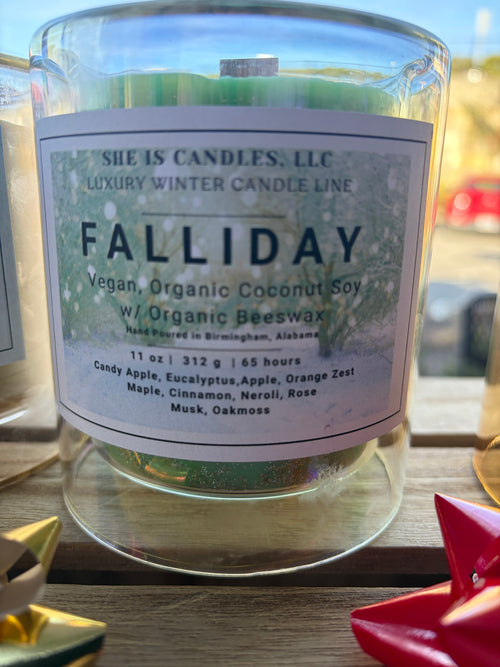 SHE IS CANDLES, LLC
LUXURY WINTER CANDLE LINE
FALLIDAY
Vegan, Organic Coconut Soy
w/ Organic Beeswax
Hand Poured in Birmingham, Alabama
11 oz | 312 g | 65 hours
Candy Apple, Eucalyptus,Apple, Orange Zest
Maple, Cinnamon, Neroli, Rose
Musk, Oakmoss